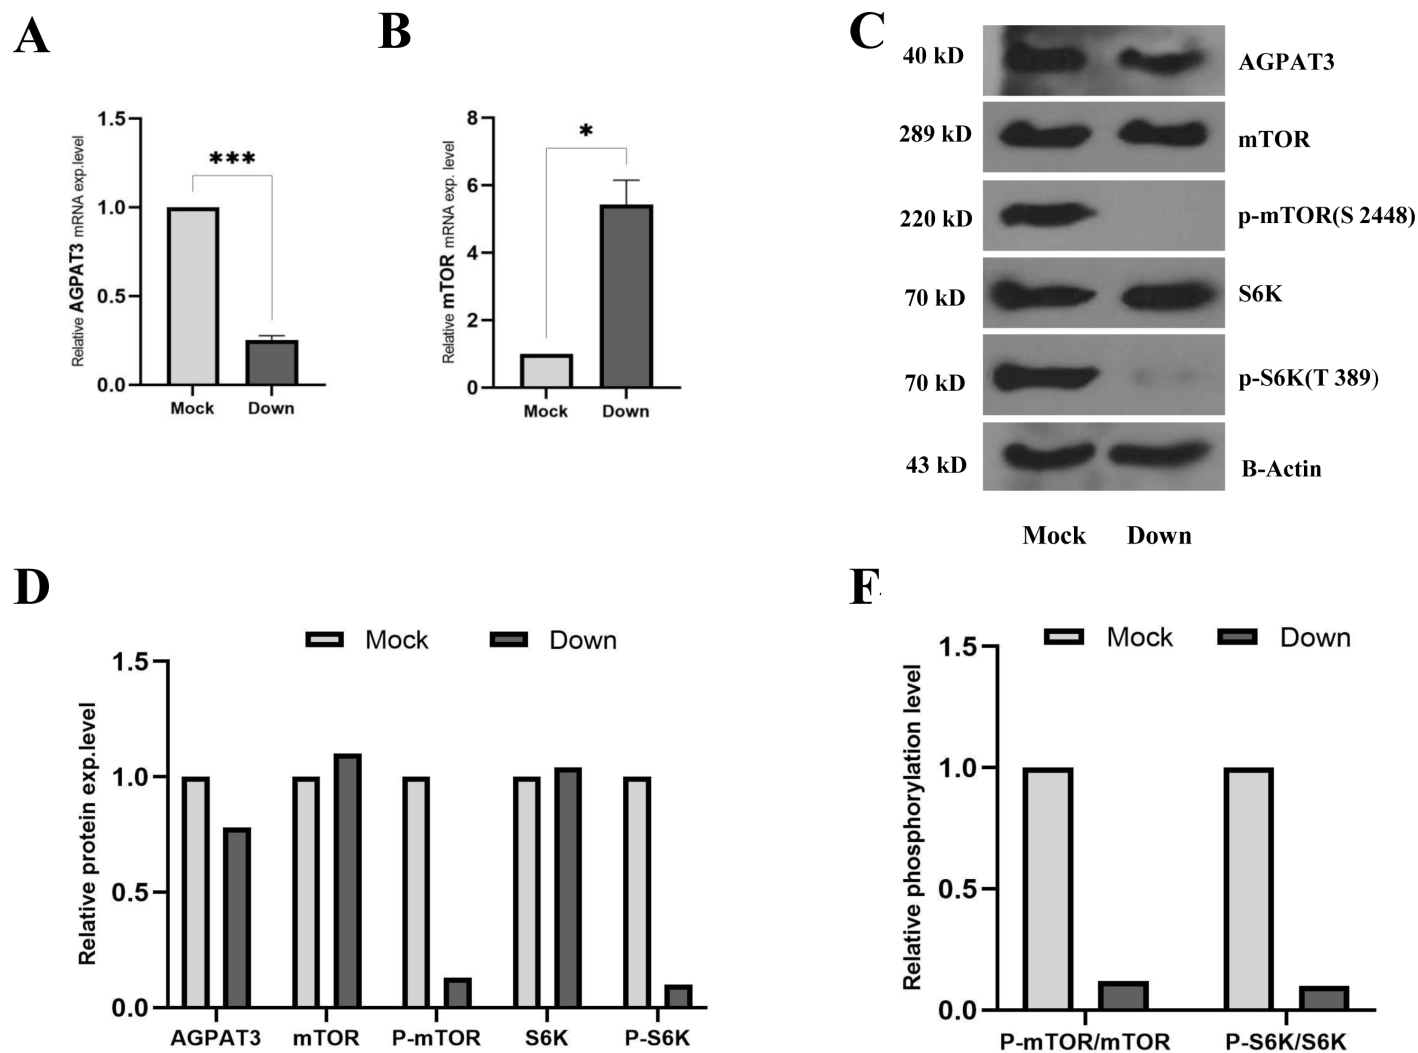 A
B
C
1.5
1.0
0.5
0.0
Relative AGPAT3 mRNA exp.level
***
Mock Down
8
6
4
2
0
Relative mTOR mRNA exp. level
*
Mock Down
40 kD AGPAT3
289 kD mTOR
220 kD p-mTOR(S 2448)
70 kD S6K
70 kD p-S6K(T 389)
43 kD B-Actin
Mock Down
D
Mock Down
1.5
1.0
0.5
0.0
Relative protein exp.level
AGPAT3 mTOR P-mTOR S6K P-S6K
Mock Down
1.5
1.0
0.5
0.0
Relative phosphorylation level
P-mTOR/mTOR P-S6K/S6K